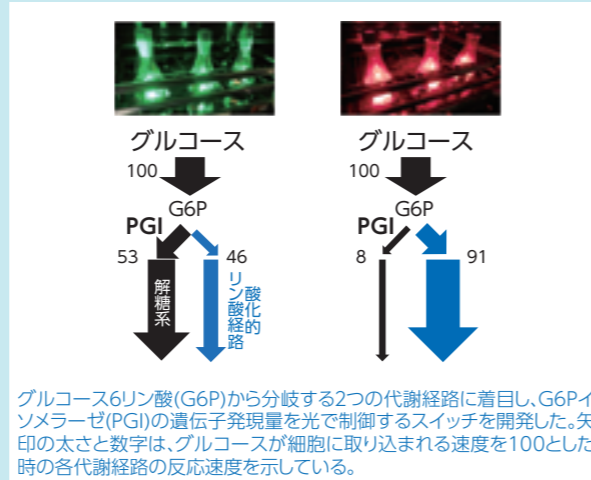 グルコース
100
G6P
PGI
53
46
解糖系
酸化的
リン酸経路
グルコース
100
G6P
PGI
8
91
グルコース6リン酸(G6P)から分岐する2つの代謝経路に着目し、G6Pイ
ソメラーゼ(PGI)の遺伝子発現量を光で制御するスイッチを開発した。矢
印の太さと数字は、グルコースが細胞に取り込まれる速度を100とした
時の各代謝経路の反応速度を示している。